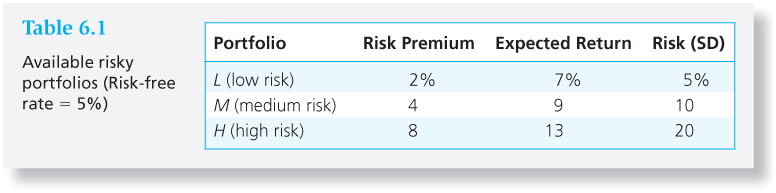 Table 6.1
Available risky
portfolios (Risk-free
rate = 5%)
Portfolio Risk Premium Expected Return Risk (SD)
L (low risk) 2% 7% 5%
M (medium risk) 4 9 10
H (high risk) 8 13 20